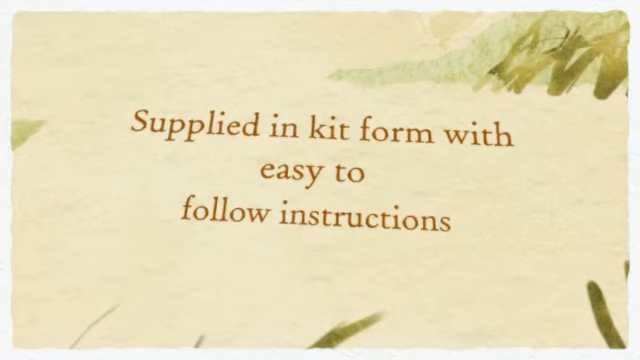 Supplied in kit form with
easy to
follow instructions